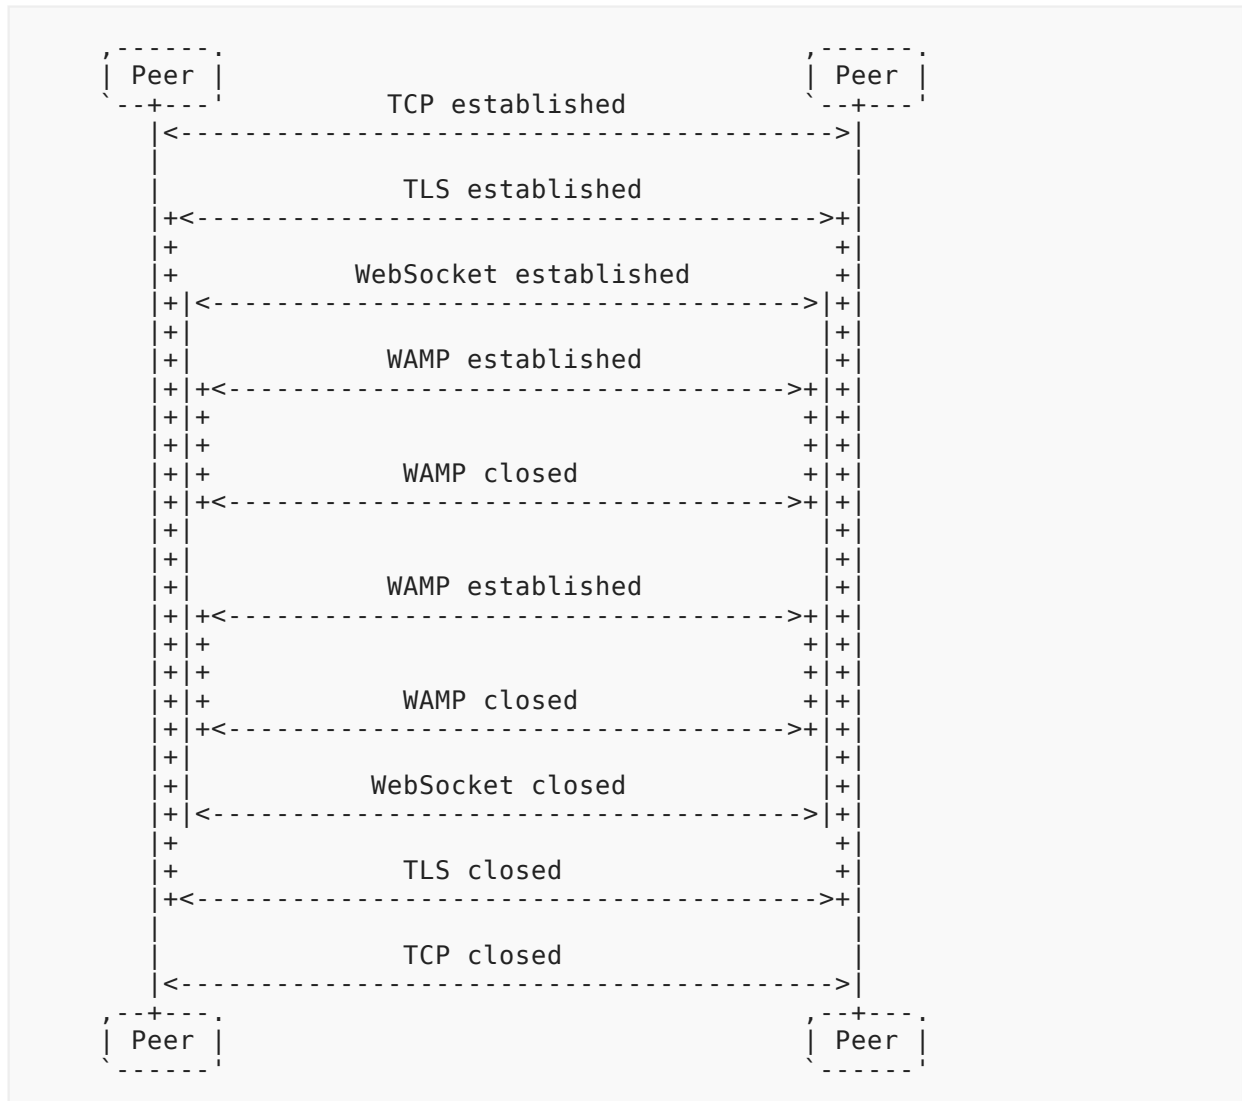 Peer Peer
TCP established
TLS established
WebSocket established
WAMP established
WAMP closed
WAMP established
WAMP closed
WebSocket closed
TLS closed
TCP closed
Peer Peer